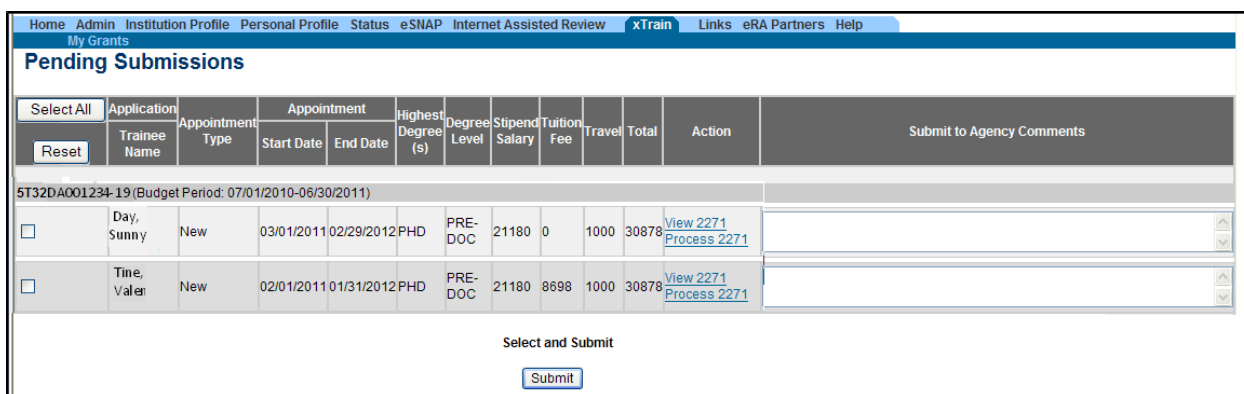 Home Admin Institution Profile Personal Profile Status eSNAP Internet Assisted Review xTrain Links eRA Partners Help
My Grants
Pending Submissions
Select All
Reset
Application
Trainee
Name
Appointment
Type
Appointment
Start Date End Date
Highest
Degree
(s)
Degree
Level
Stipend
Salary
Tuition
Fee
Travel
Total
Action
Submit to Agency Comments
5T32DA001234-19 (Budget Period: 07/01/2010-06/30/2011)
Day,
Sunny
New 03/01/2011 02/29/2012 PHD
PRE-
DOC
21180 0 1000 30878
View 2271
Process 2271
Tine,
Valen
New 02/01/2011 01/31/2012 PHD
PRE-
DOC
21180 8698 1000 30878
View 2271
Process 2271
Select and Submit
Submit